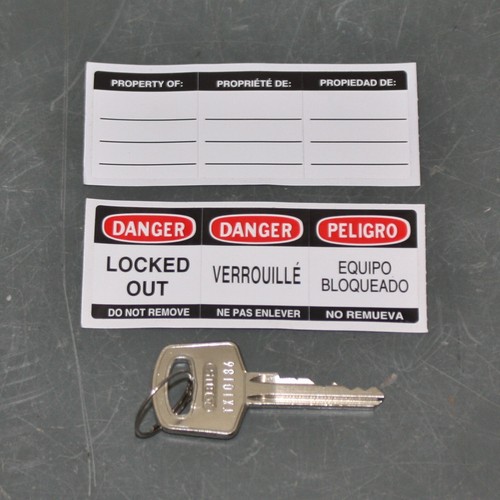 PROPERTY OF: PROPRIÉTÉ DE: PROPIEDAD DE:
DANGER DANGER PELIGRO
LOCKED OUT VERROUILLÉ EQUIPO BLOQUEADO
DO NOT REMOVE NE PAS ENLEVER NO REMUEVA
TX10136